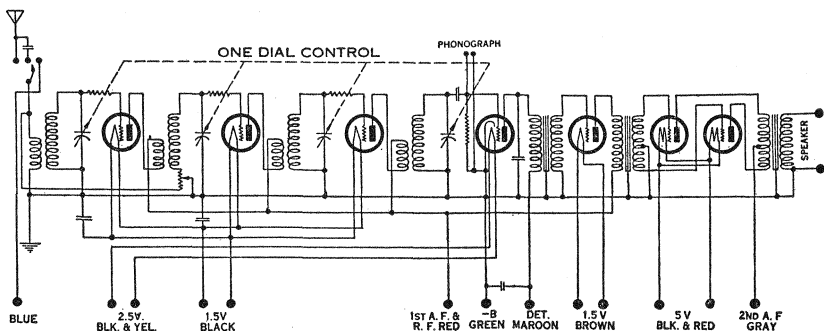 ONE DIAL CONTROL
PHONOGRAPH
SPEAKER
BLUE
2.5V.
BLK. & YEL.
1.5V
BLACK
1ST A.F. &
R.F. RED
-B
GREEN
DET.
MAROON
1.5 V
BROWN
5 V
BLK. & RED
2ND A.F
GRAY